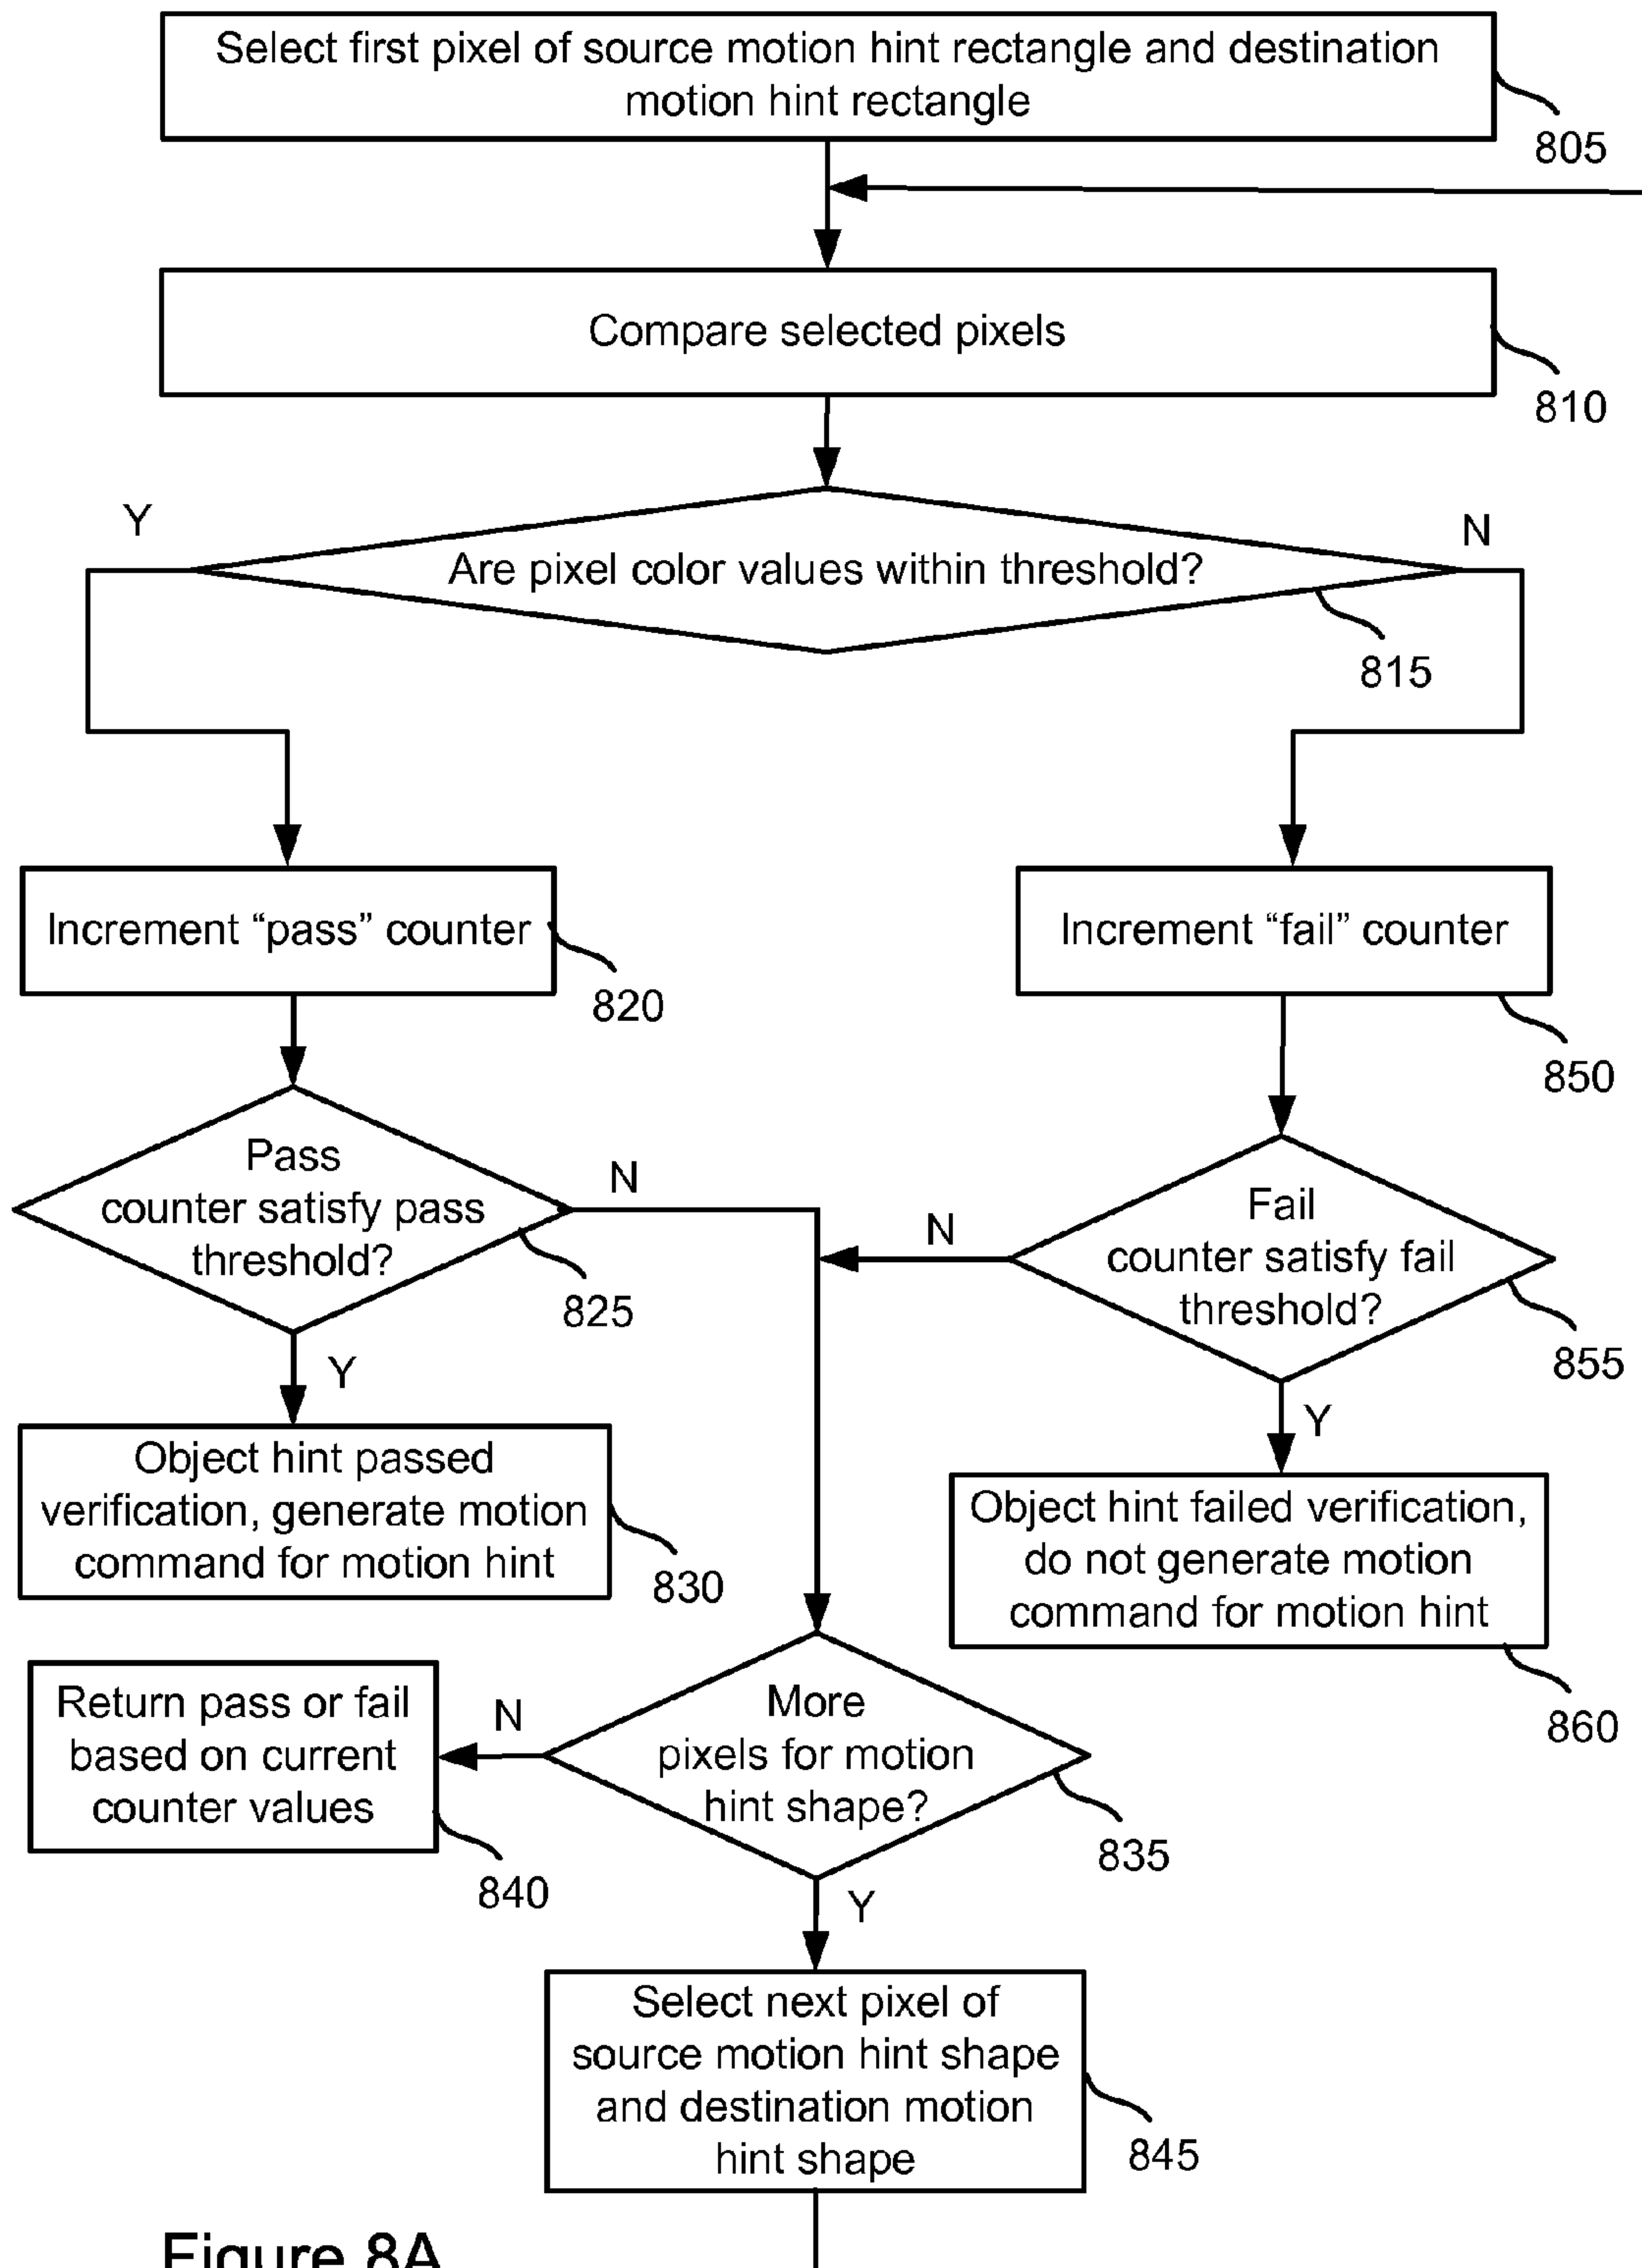 Select first pixel of source motion hint rectangle and destination
motion hint rectangle
805
Compare selected pixels
810
Y
N
Are pixel color values within threshold?
815
Increment “pass” counter
820
Increment “fail” counter
850
Pass
counter satisfy pass
threshold?
N
825
Y
Fail
counter satisfy fail
threshold?
N
855
Y
Object hint passed
verification, generate motion
command for motion hint
830
Object hint failed verification,
do not generate motion
command for motion hint
860
Return pass or fail
based on current
counter values
840
N
More
pixels for motion
hint shape?
835
Y
Select next pixel of
source motion hint shape
and destination motion
hint shape
845
Figure 8A